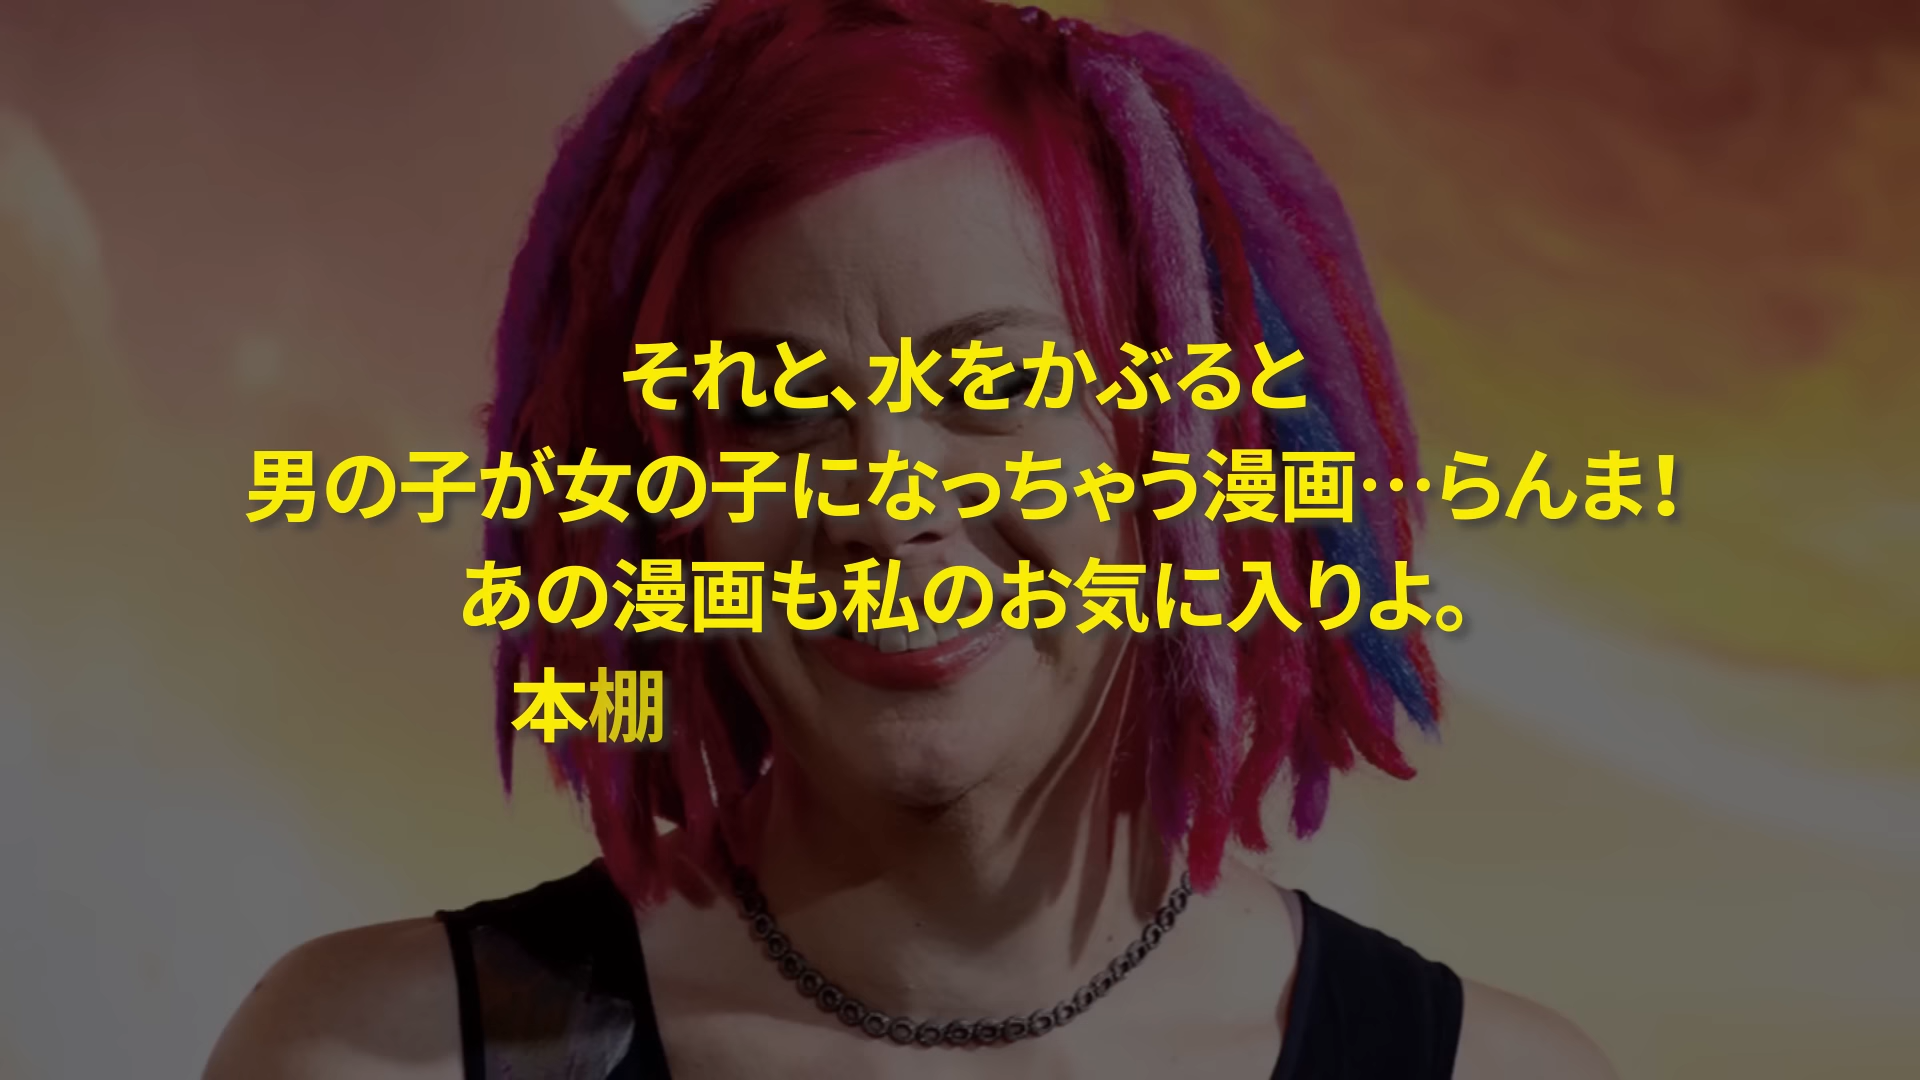 それと、水をかぶると
男の子が女の子になっちゃう漫画…らんま!
あの漫画も私のお気に入りよ。
本棚